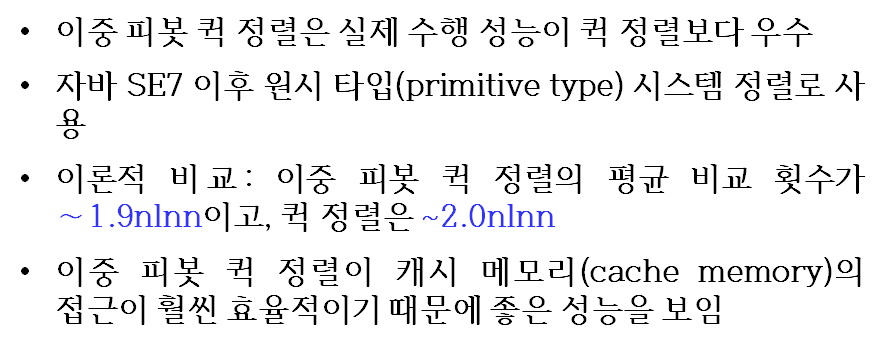 • 이중 피봇 퀵 정렬은 실제 수행 성능이 퀵 정렬보다 우수
• 자바 SE7 이후 원시 타입(primitive type) 시스템 정렬로 사
용
• 이론적 비교: 이중 피봇 퀵 정렬의 평균 비교 횟수가
～1.9nlnn이고, 퀵 정렬은 ~2.0nlnn
• 이중 피봇 퀵 정렬이 캐시 메모리(cache memory)의
접근이 훨씬 효율적이기 때문에 좋은 성능을 보임